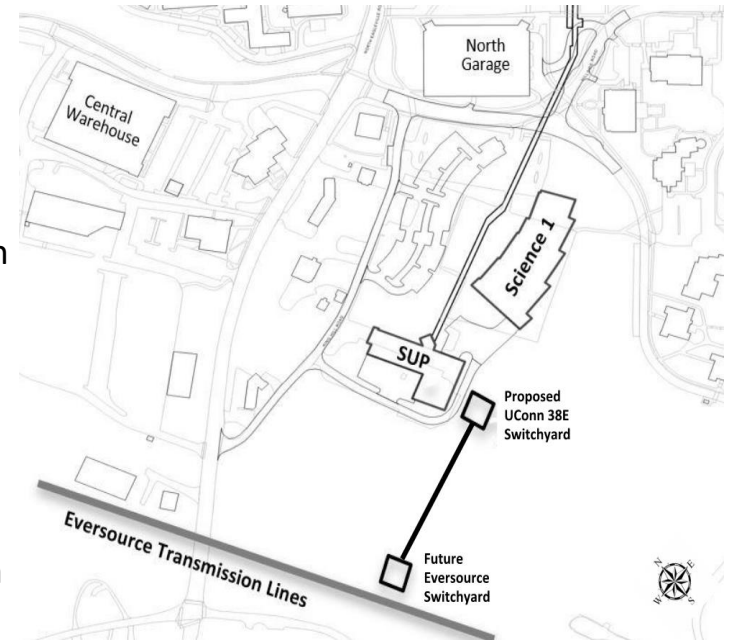 North
Garage
Central
Warehouse
Science 1
SUP
Proposed
UConn 38E
Switchyard
Eversource Transmission Lines
Future
Eversource
Switchyard
N
E
W
S